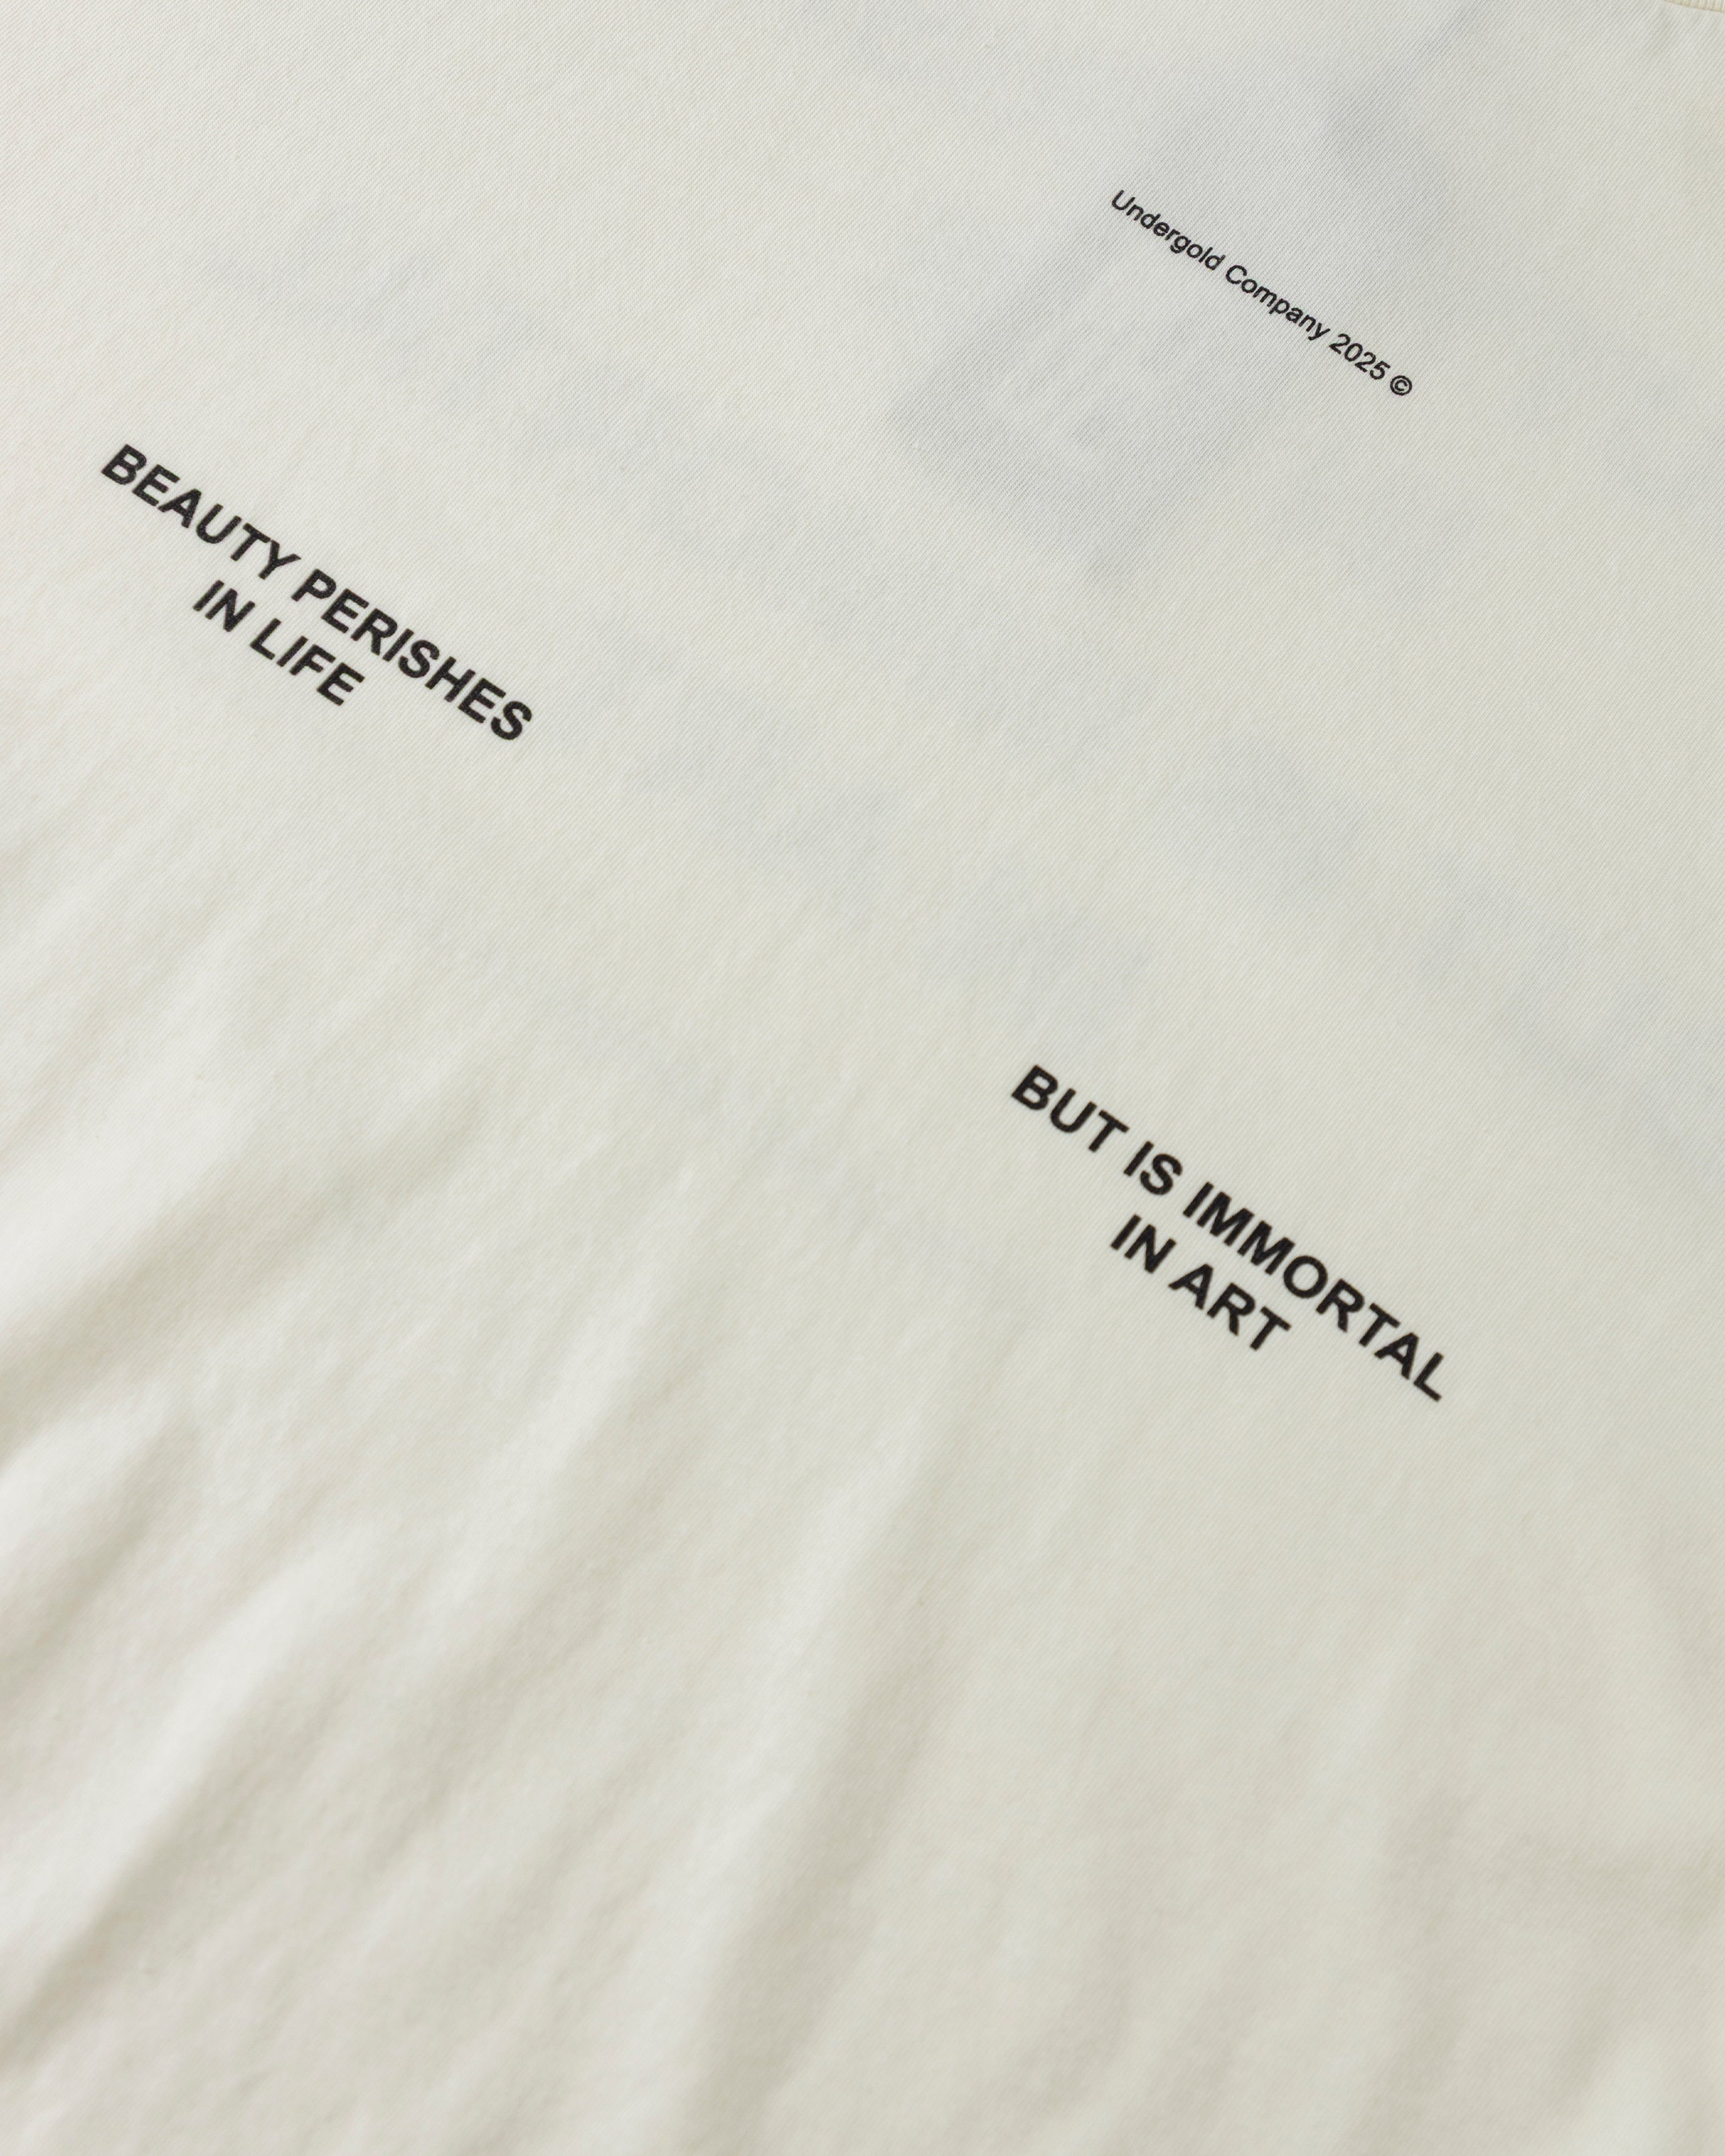 Undergold Company 2025 ©
BEAUTY PERISHES
IN LIFE
BUT IS IMMORTAL
IN ART